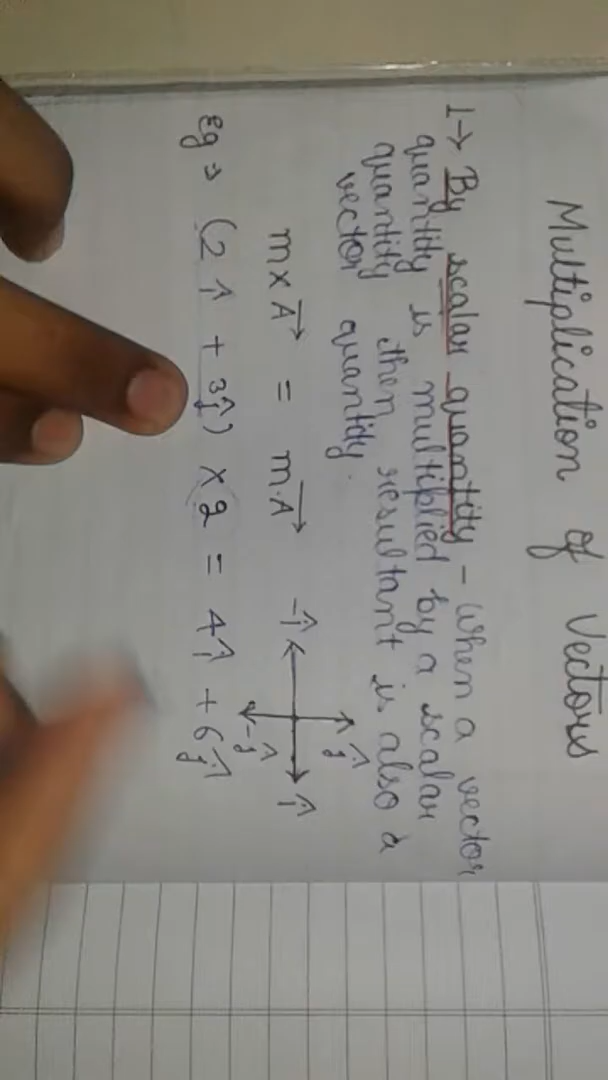 Multiplication of Vectors
1→ By scalar quantity - When a vector
quantity is multiplied by a scalar
quantity then resultant is also a
vector quantity.
m × A⃗ = m·A⃗
-î ĵ î -ĵ
Eg → (2î + 3ĵ) × 2 = 4î + 6ĵ